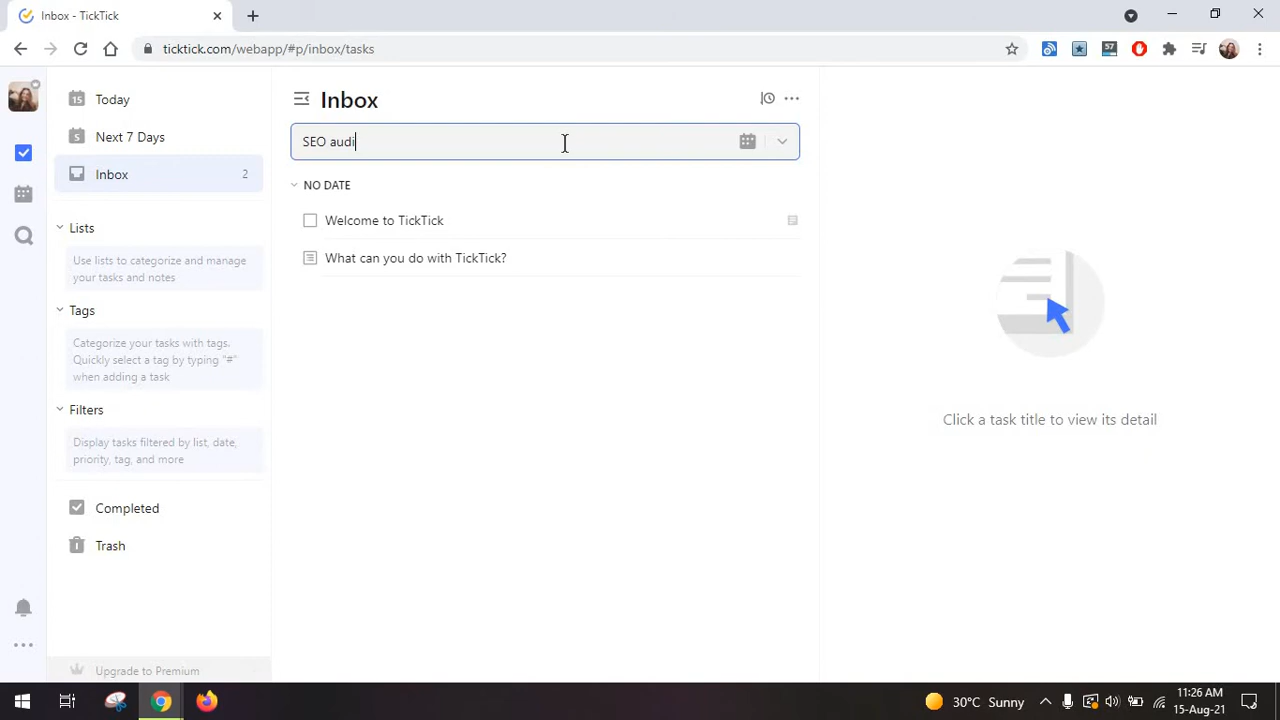 Inbox - TickTick
ticktick.com/webapp/#p/inbox/tasks
57
15 Today
Inbox
SEO audi
S Next 7 Days
Inbox 2
NO DATE
Welcome to TickTick
Lists
Use lists to categorize and manage
your tasks and notes
What can you do with TickTick?
Tags
Categorize your tasks with tags.
Quickly select a tag by typing "#"
when adding a task
Filters
Display tasks filtered by list, date,
priority, tag, and more
Click a task title to view its detail
Completed
Trash
Upgrade to Premium
30°C Sunny
11:26 AM
15-Aug-21